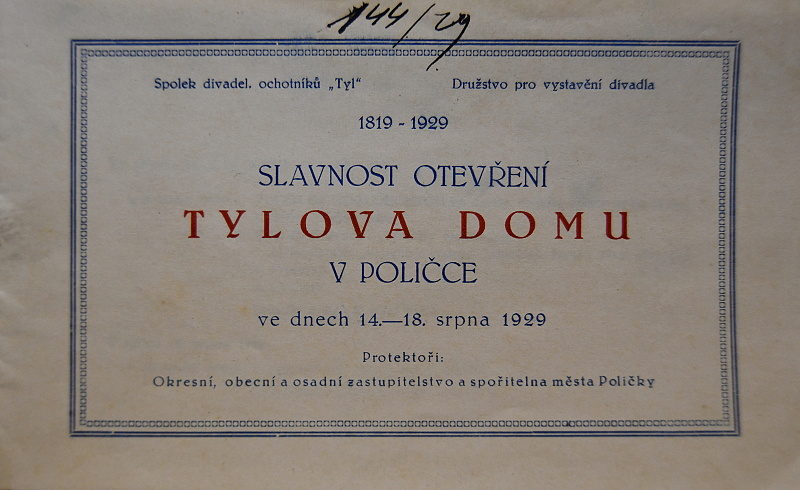 144/29
Spolek divadel. ochotníků „Tyl“ Družstvo pro vystavění divadla
1819 - 1929
SLAVNOST OTEVŘENÍ
TYLOVA DOMU
V POLIČCE
ve dnech 14.—18. srpna 1929
Protektoři:
Okresní, obecní a osadní zastupitelstvo a spořitelna města Poličky